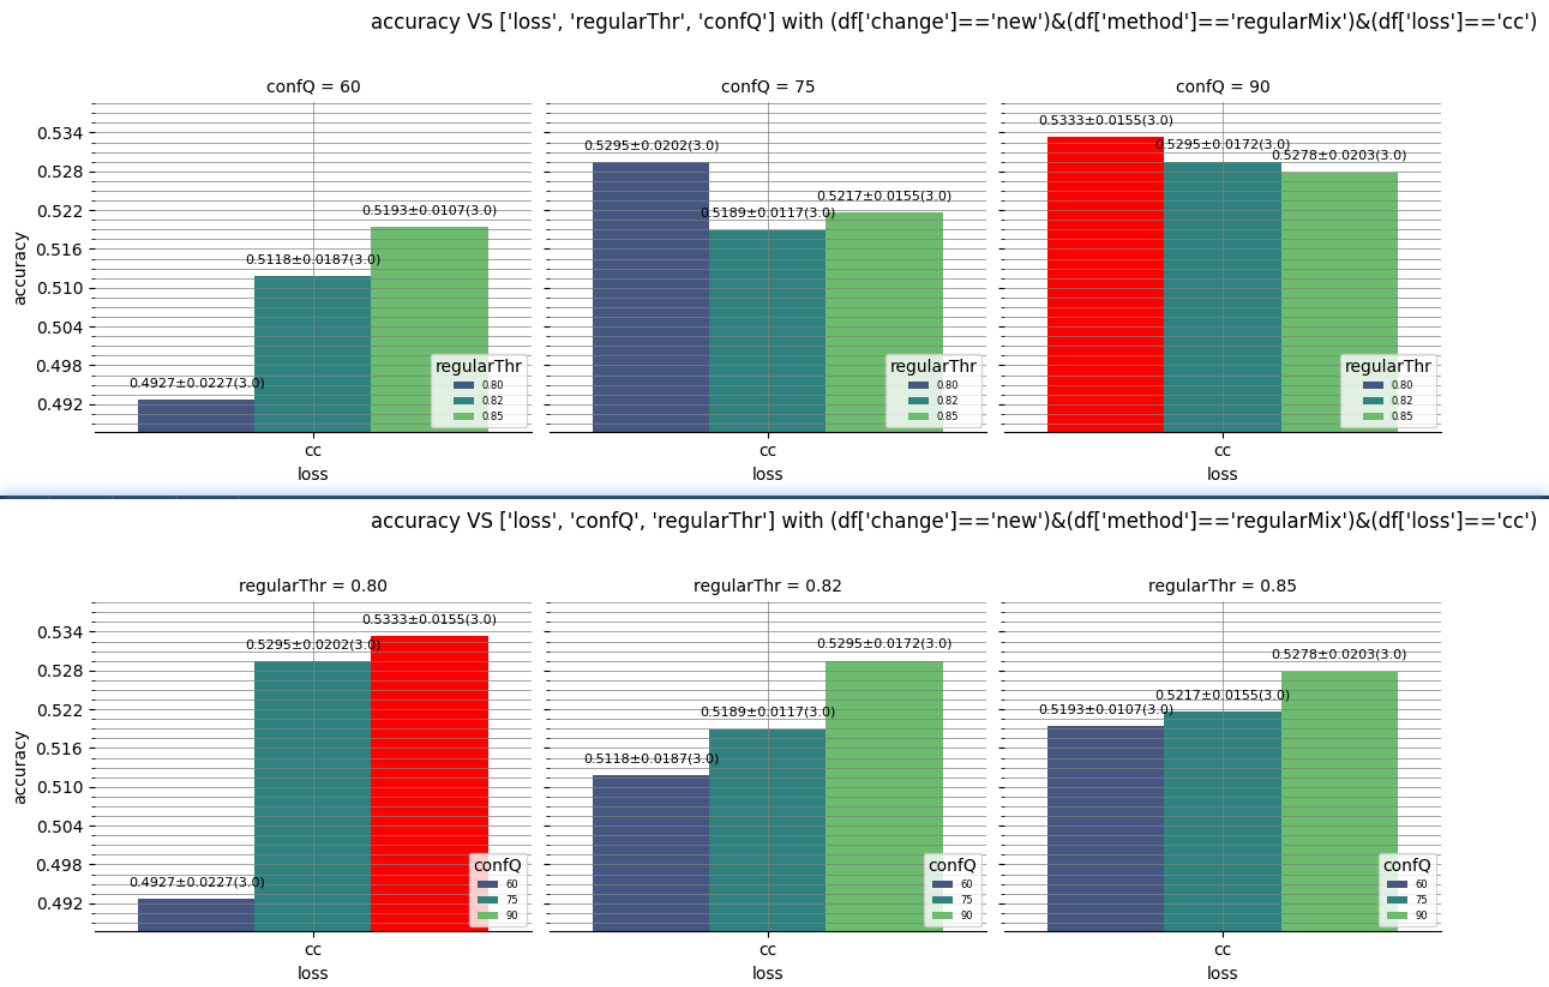 accuracy VS ['loss', 'regularThr', 'confQ'] with (df['change']=='new')&(df['method']=='regularMix')&(df['loss']=='cc')
confQ = 60
confQ = 75
confQ = 90
accuracy
0.534
0.528
0.522
0.516
0.510
0.504
0.498
0.492
0.4927±0.0227(3.0)
0.5118±0.0187(3.0)
0.5193±0.0107(3.0)
regularThr
0.80
0.82
0.85
cc
loss
0.5295±0.0202(3.0)
0.5189±0.0117(3.0)
0.5217±0.0155(3.0)
regularThr
0.80
0.82
0.85
cc
loss
0.5333±0.0155(3.0)
0.5295±0.0172(3.0)
0.5278±0.0203(3.0)
regularThr
0.80
0.82
0.85
cc
loss
accuracy VS ['loss', 'confQ', 'regularThr'] with (df['change']=='new')&(df['method']=='regularMix')&(df['loss']=='cc')
regularThr = 0.80
regularThr = 0.82
regularThr = 0.85
accuracy
0.534
0.528
0.522
0.516
0.510
0.504
0.498
0.492
0.4927±0.0227(3.0)
0.5295±0.0202(3.0)
0.5333±0.0155(3.0)
confQ
60
75
90
cc
loss
0.5118±0.0187(3.0)
0.5189±0.0117(3.0)
0.5295±0.0172(3.0)
confQ
60
75
90
cc
loss
0.5193±0.0107(3.0)
0.5217±0.0155(3.0)
0.5278±0.0203(3.0)
confQ
60
75
90
cc
loss